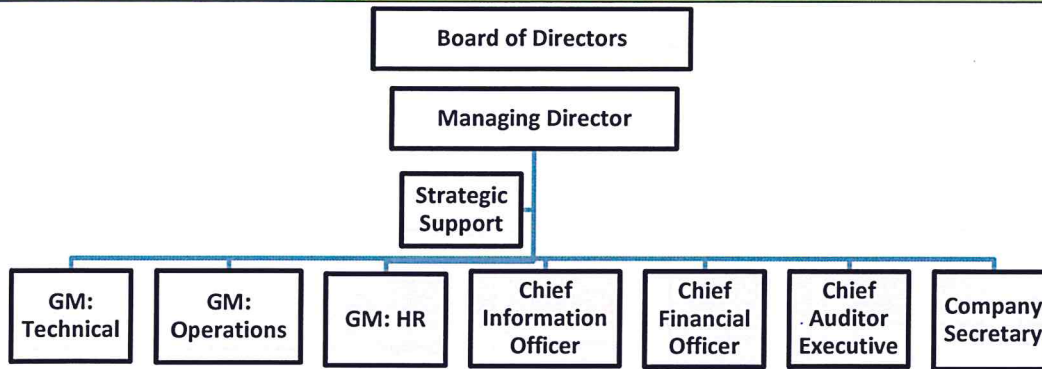 Board of Directors
Managing Director
Strategic
Support
GM:
Technical
GM:
Operations
GM: HR
Chief
Information
Officer
Chief
Financial
Officer
Chief
Auditor
Executive
Company
Secretary